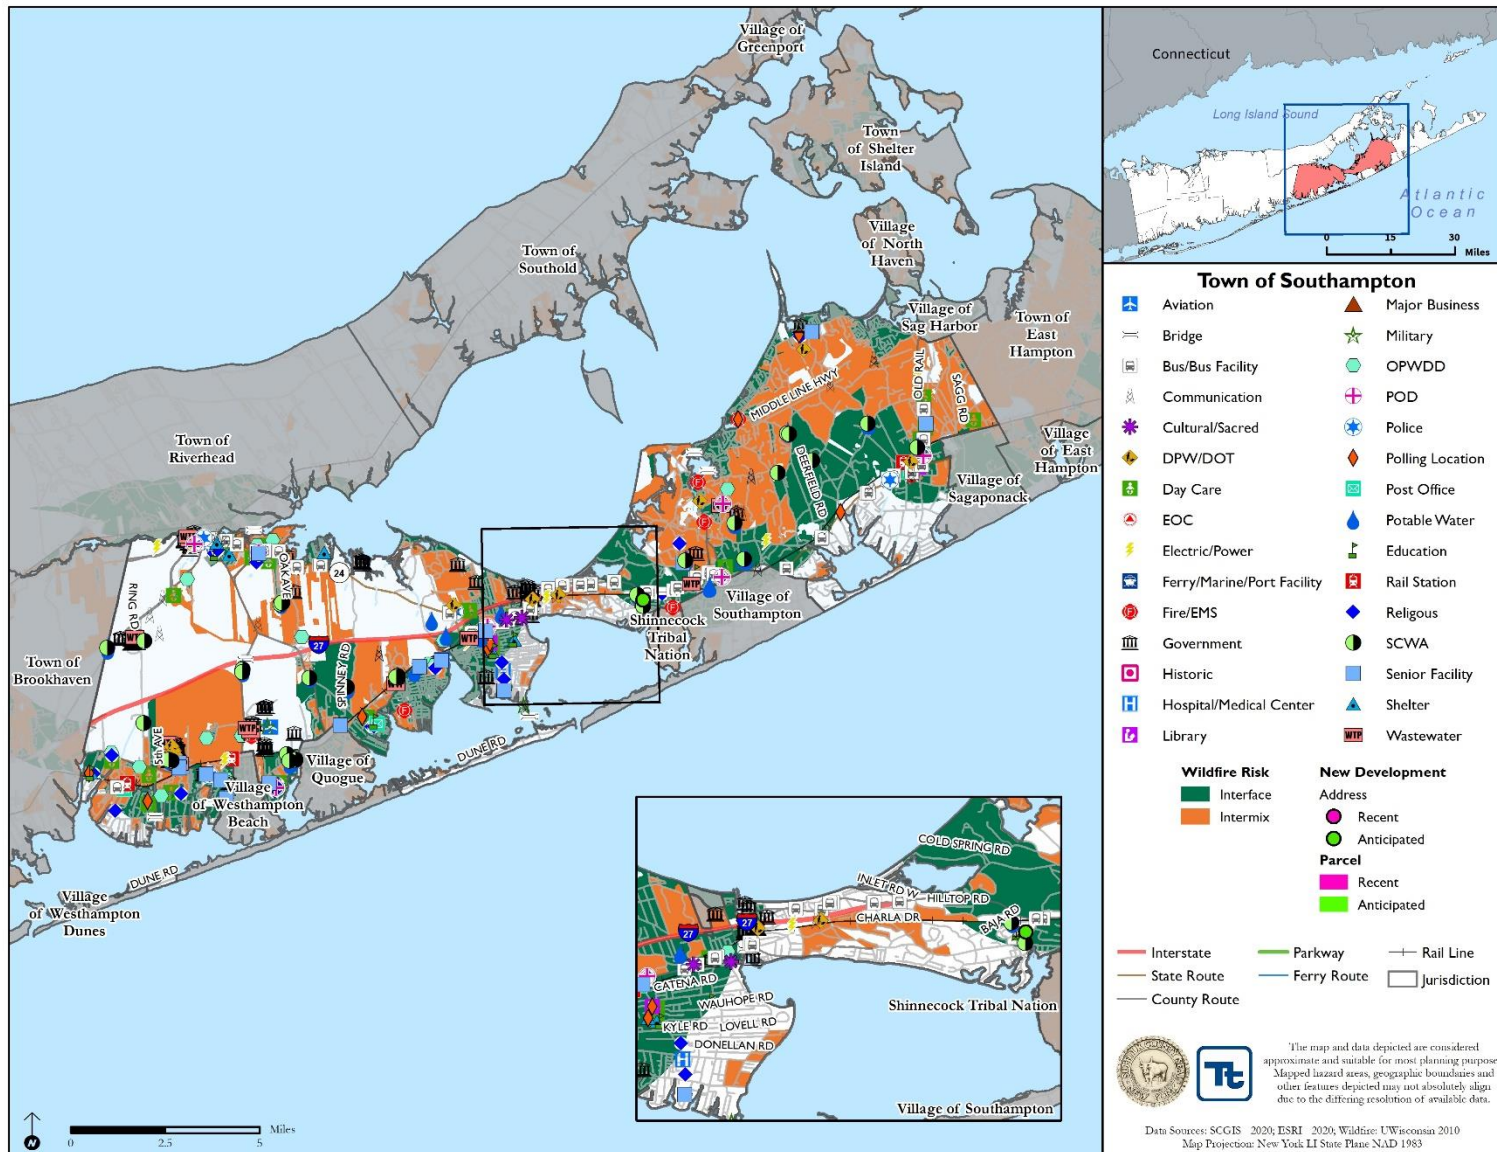 Village of
Greenport
Town
of Shelter
Island
Village
of North
Haven
Town of
Southold
Village of
Sag Harbor
Town of
East
Hampton
MIDDLE LINE HWY
OLD RAIL
SAGG RD
DEERFIELD RD
Village
of East
Hampton
Village of
Sagaponack
Town of
Riverhead
Village of
Southampton
Shinnecock
Tribal
Nation
OAK AVE
24
RING RD
27
SPINNEY RD
WTP
WTP
WTP
WTP
WTP
WTP
Town of
Brookhaven
5th AVE
Village of
Quogue
Village
of Westhampton
Beach
DUNE RD
DUNE RD
Village
of Westhampton
Dunes
N
0 2.5 5
Miles
COLD SPRING RD
INLET RD W
HILLTOP RD
CHARLA DR
BAJA RD
27
27
CATENA RD
WAUHOPE RD
KYLE RD
LOVELL RD
DONELLAN RD
H
Shinnecock Tribal Nation
Village of Southampton
Connecticut
Long Island Sound
Atlantic
Ocean
0 15 30
Miles
Town of Southampton
Aviation
Bridge
Bus/Bus Facility
Communication
Cultural/Sacred
DPW/DOT
Day Care
EOC
Electric/Power
Ferry/Marine/Port Facility
Fire/EMS
Government
Historic
Hospital/Medical Center
Library
Major Business
Military
OPWDD
POD
Police
Polling Location
Post Office
Potable Water
Education
Rail Station
Religous
SCWA
Senior Facility
Shelter
WTP Wastewater
Wildfire Risk
Interface
Intermix
New Development
Address
Recent
Anticipated
Parcel
Recent
Anticipated
Interstate
State Route
County Route
Parkway
Ferry Route
Rail Line
Jurisdiction
Tt
The map and data depicted are considered
approximate and suitable for most planning purpose
Mapped hazard areas, geographic boundaries and
other features depicted may not absolutely align
due to the differing resolution of available data.
Data Sources: SCGIS 2020; ESRI 2020; Wildfire: UWisconsin 2010
Map Projection: New York LI State Plane NAD 1983